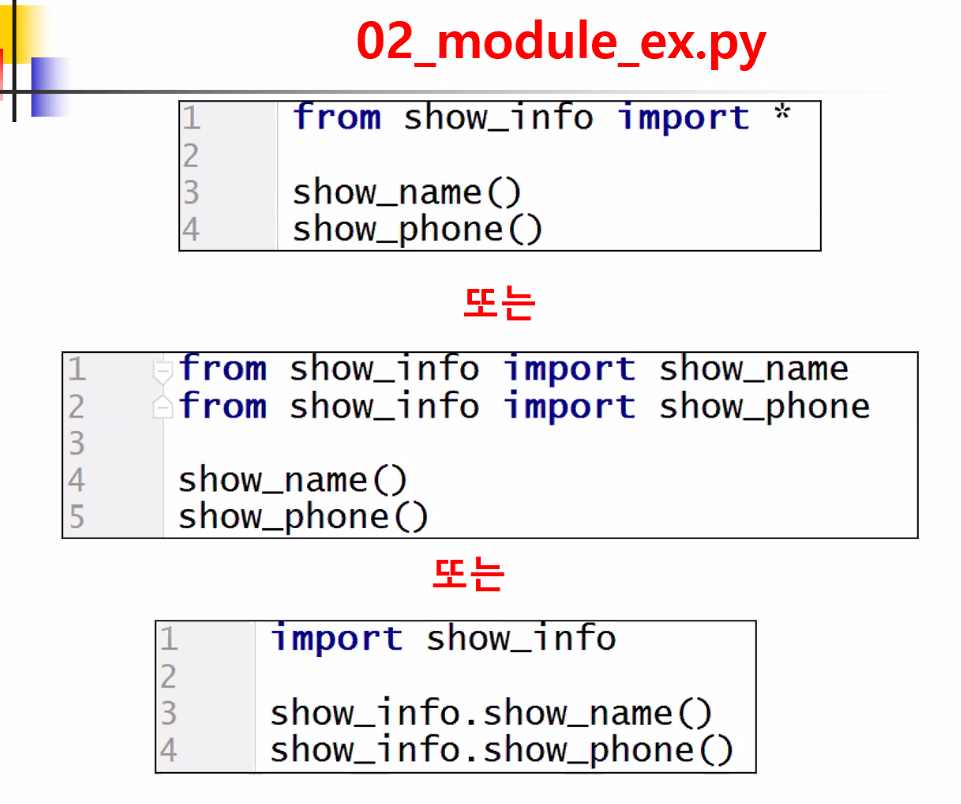 02_module_ex.py
1 from show_info import *
2
3 show_name()
4 show_phone()
또는
1 from show_info import show_name
2 from show_info import show_phone
3
4 show_name()
5 show_phone()
또는
1 import show_info
2
3 show_info.show_name()
4 show_info.show_phone()